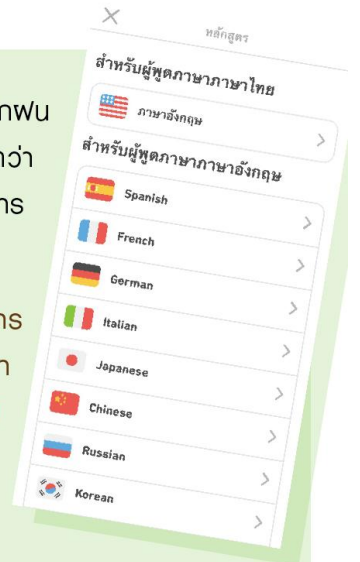 หลักสูตร
สำหรับผู้พูดภาษาภาษาไทย
ภาษาอังกฤษ
สำหรับผู้พูดภาษาภาษาอังกฤษ
Spanish
French
German
Italian
Japanese
Chinese
Russian
Korean